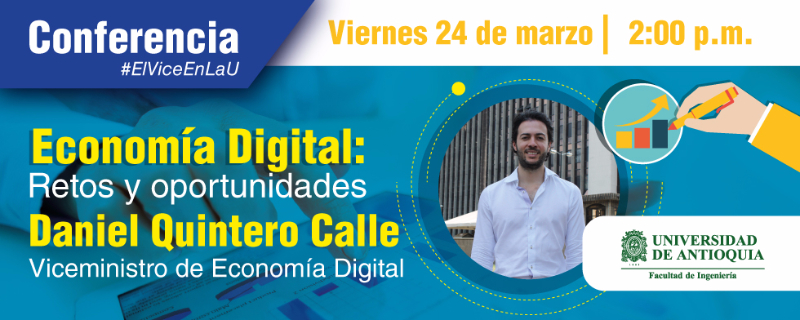 Conferencia
#ElViceEnLaU
Viernes 24 de marzo | 2:00 p.m.
Economía Digital:
Retos y oportunidades
Daniel Quintero Calle
Viceministro de Economía Digital
UNIVERSIDAD
DE ANTIOQUIA
Facultad de Ingeniería